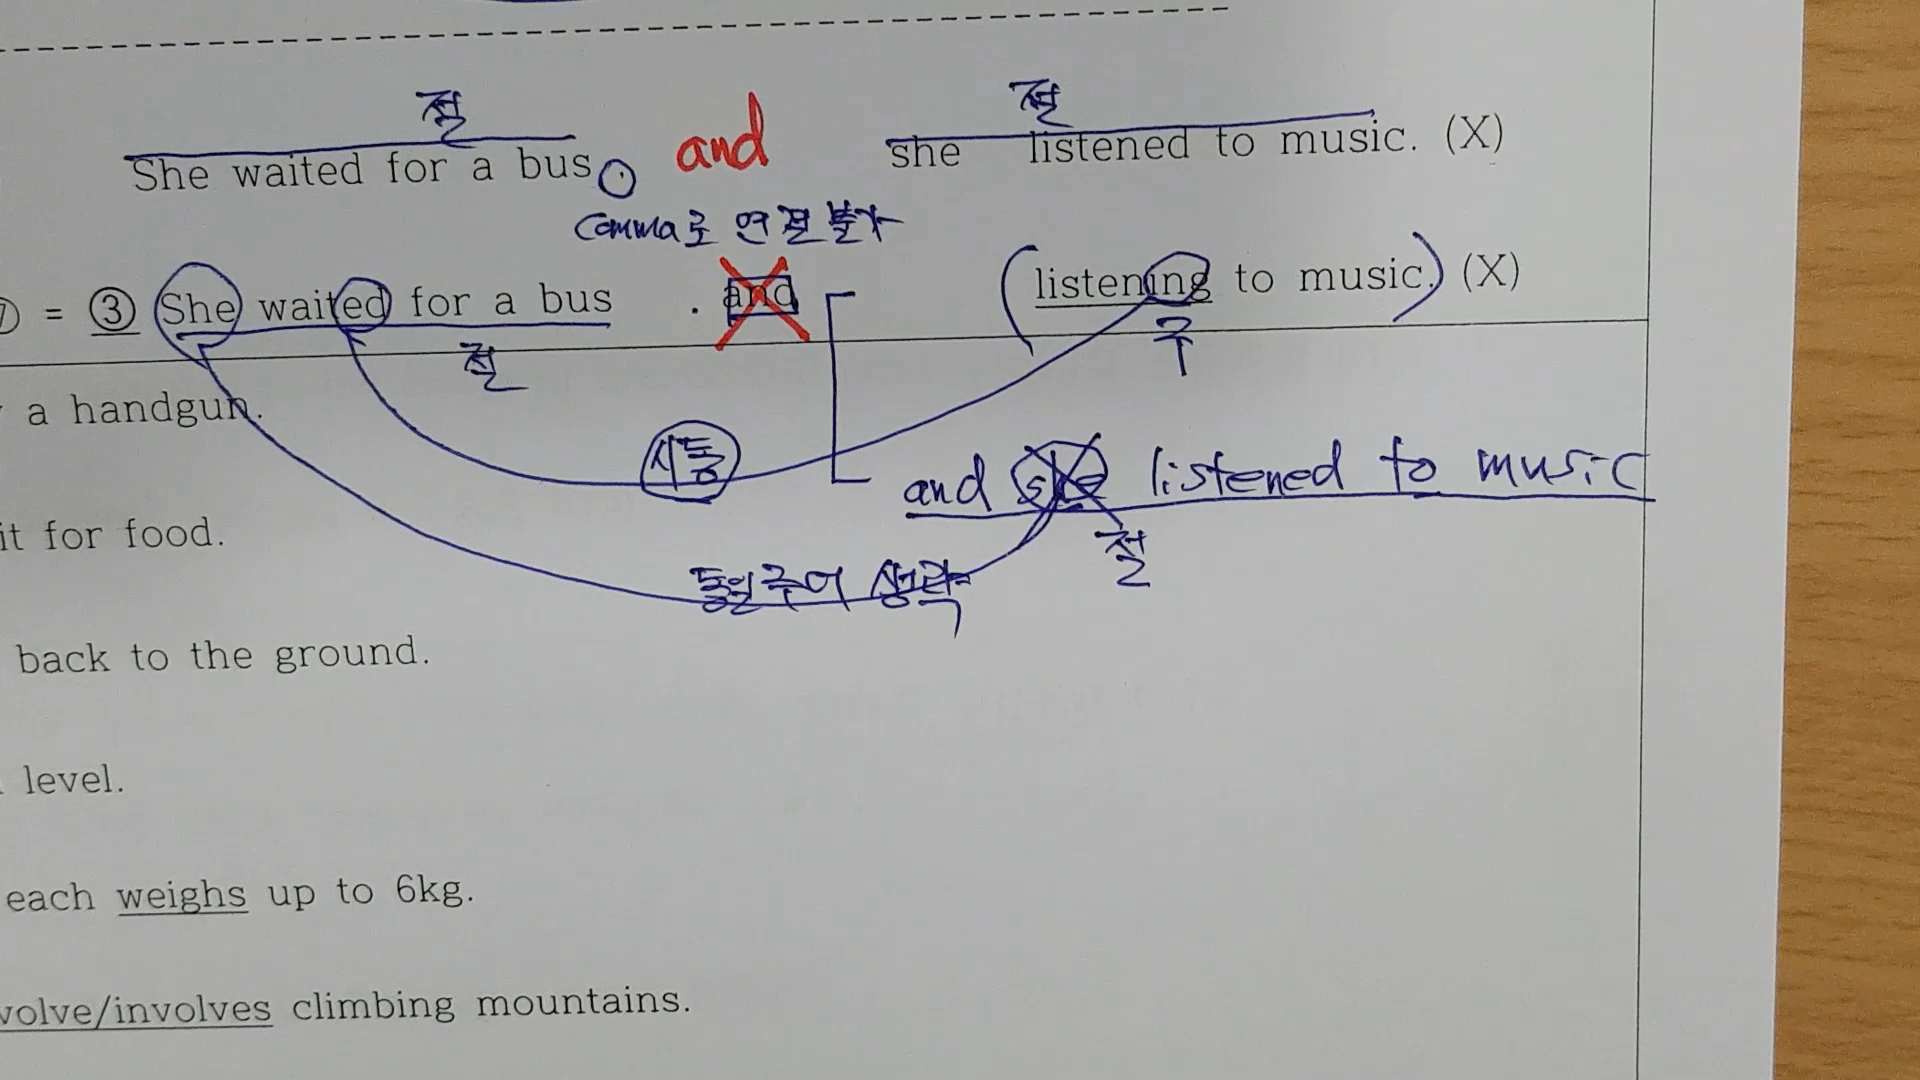 절 절
She waited for a bus, and she listened to music. (X)
comma로 연결 불가
= ③ She waited for a bus . and listening to music. (X)
절 구
a handgun.
시동
and she listened to music
it for food.
절
동일주어 생략
back to the ground.
level.
each weighs up to 6kg.
volve/involves climbing mountains.